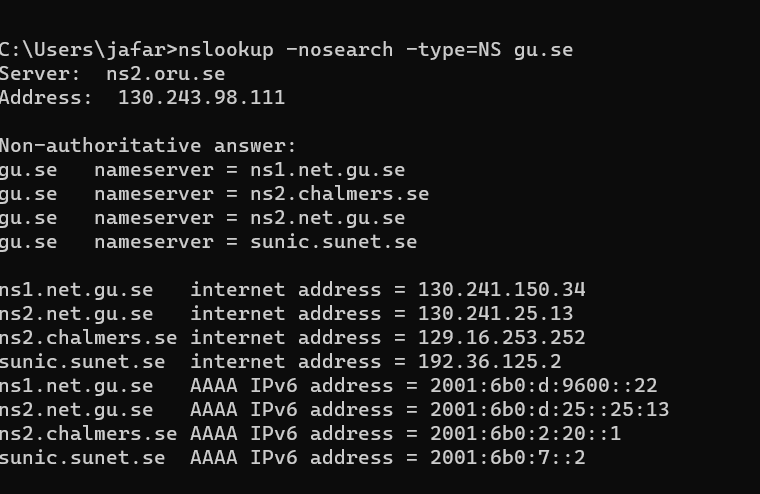 C:\Users\jafar>nslookup -nosearch -type=NS gu.se
Server:  ns2.oru.se
Address:  130.243.98.111
Non-authoritative answer:
gu.se   nameserver = ns1.net.gu.se
gu.se   nameserver = ns2.chalmers.se
gu.se   nameserver = ns2.net.gu.se
gu.se   nameserver = sunic.sunet.se
ns1.net.gu.se   internet address = 130.241.150.34
ns2.net.gu.se   internet address = 130.241.25.13
ns2.chalmers.se internet address = 129.16.253.252
sunic.sunet.se  internet address = 192.36.125.2
ns1.net.gu.se   AAAA IPv6 address = 2001:6b0:d:9600::22
ns2.net.gu.se   AAAA IPv6 address = 2001:6b0:d:25::25:13
ns2.chalmers.se AAAA IPv6 address = 2001:6b0:2:20::1
sunic.sunet.se  AAAA IPv6 address = 2001:6b0:7::2